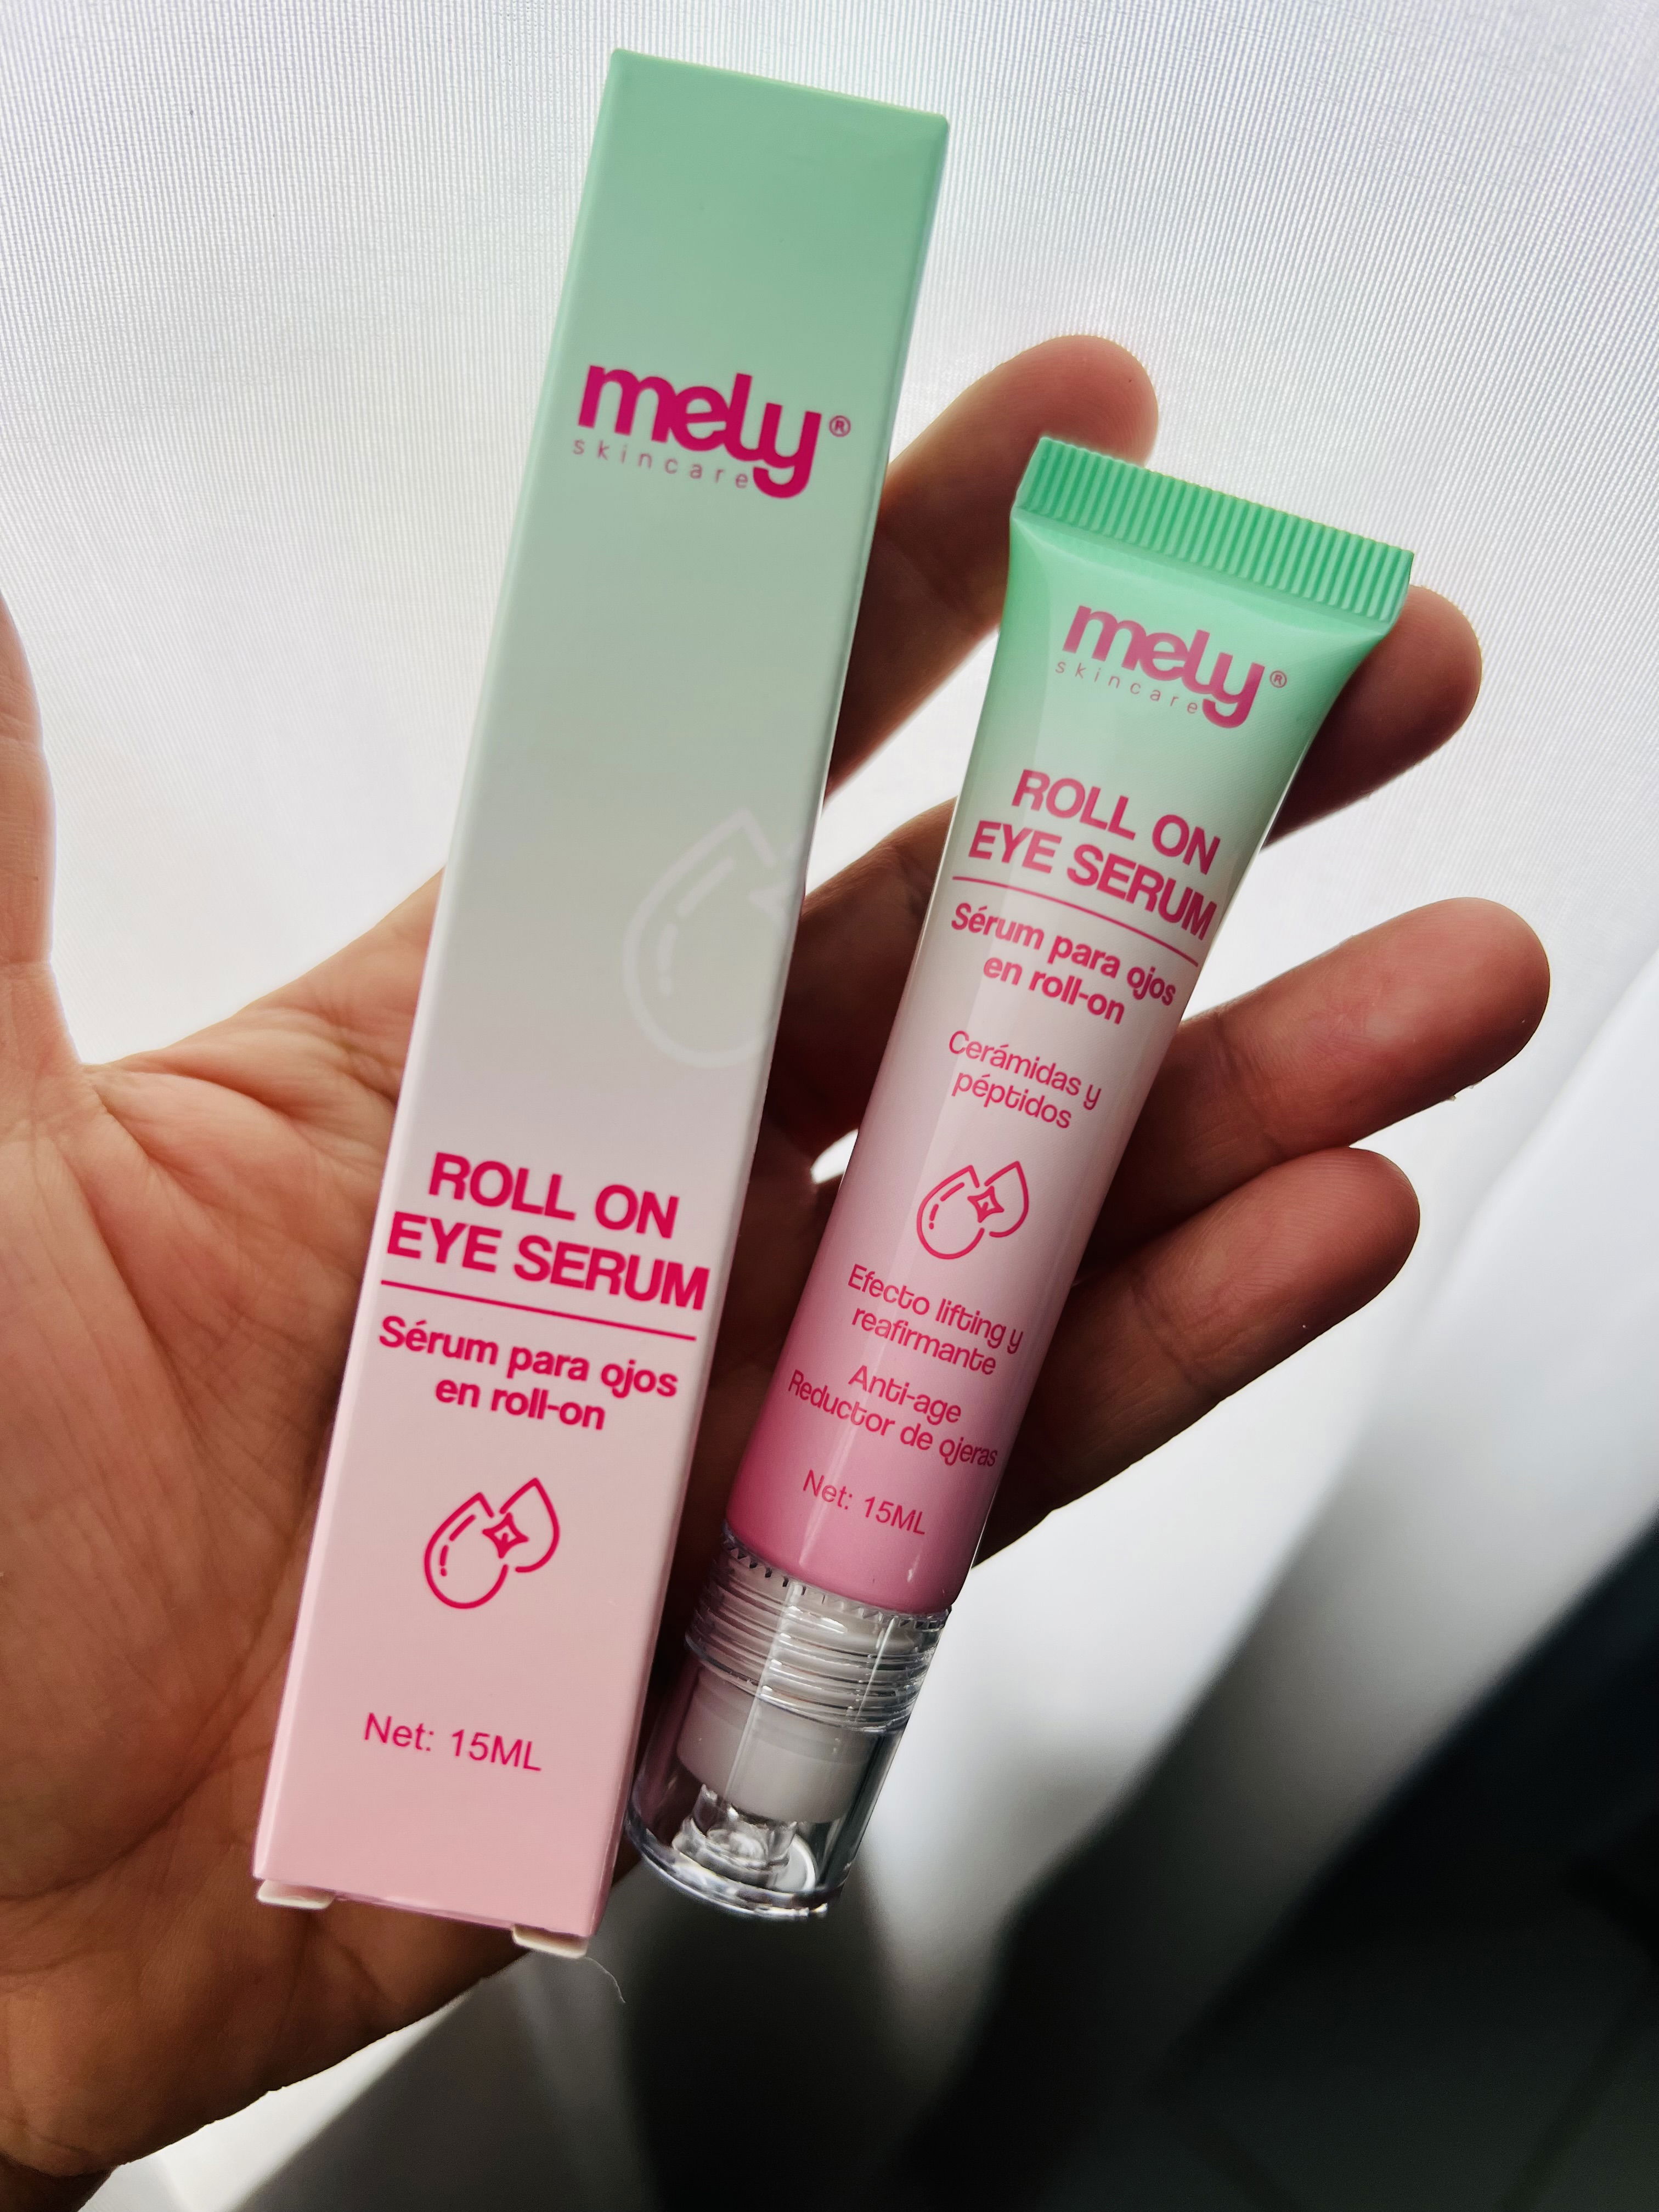 mely®
skincare
ROLL ON
EYE SERUM
Sérum para ojos
en roll-on
Net: 15ML
mely®
skincare
ROLL ON
EYE SERUM
Sérum para ojos
en roll-on
Cerámidas y
péptidos
Efecto lifting y
reafirmante
Anti-age
Reductor de ojeras
Net: 15ML